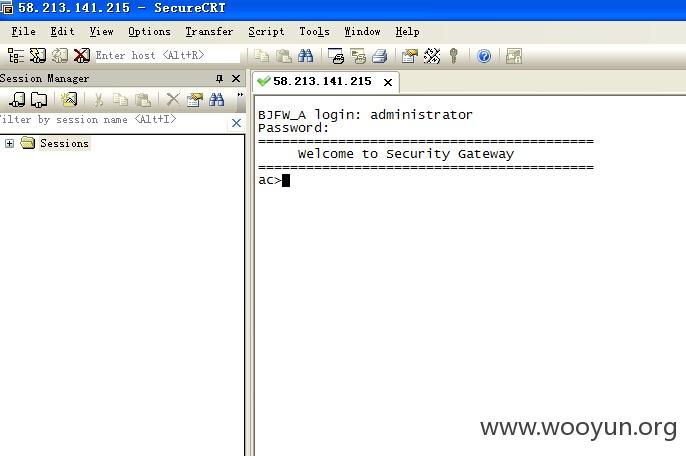 58.213.141.215 - SecureCRT
File Edit View Options Transfer Script Tools Window Help
Enter host <Alt+R>
Session Manager
58.213.141.215
filter by session name <Alt+I>
Sessions
BJFW_A login: administrator
Password:
==========================================
Welcome to Security Gateway
==========================================
ac>
www.wooyun.org